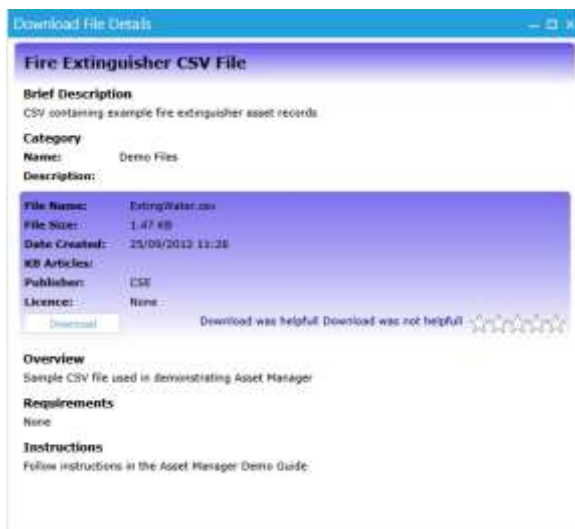 Download File Details
Fire Extinguisher CSV File
Brief Description
CSV containing example fire extinguisher asset records
Category
Name: Demo Files
Description:
File Name: ExtingWater.csv
File Size: 1.47 KB
Date Created: 25/09/2012 11:26
KB Articles:
Publisher: CSE
Licence: None
Download Download was helpfull Download was not helpfull
Overview
Sample CSV file used in demonstrating Asset Manager
Requirements
None
Instructions
Follow instructions in the Asset Manager Demo Guide